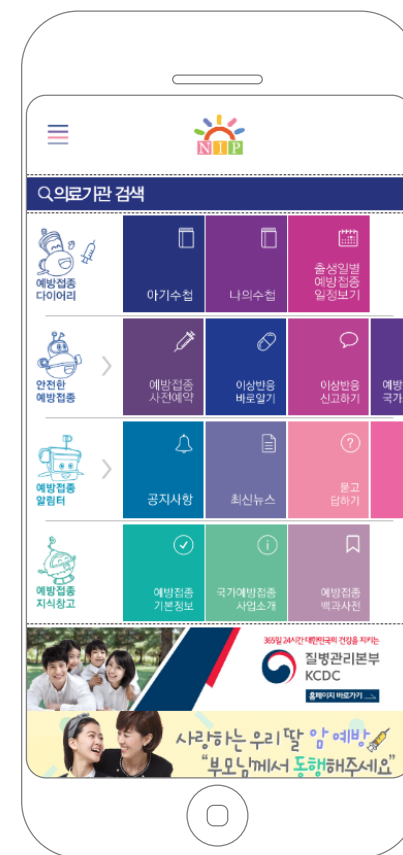 NIP
의료기관 검색
예방접종
다이어리
아기수첩
나의수첩
출생일별
예방접종
일정보기
안전한
예방접종
예방접종
사전예약
이상반응
바로알기
이상반응
신고하기
예방
국가
예방접종
알림터
공지사항
최신뉴스
묻고
답하기
예방접종
지식창고
예방접종
기본정보
국가예방접종
사업소개
예방접종
백과사전
365일 24시간 대한민국의 건강을 지키는
질병관리본부
KCDC
홈페이지 바로가기
사랑하는 우리 딸 암 예방
"부모님께서 동행해주세요"